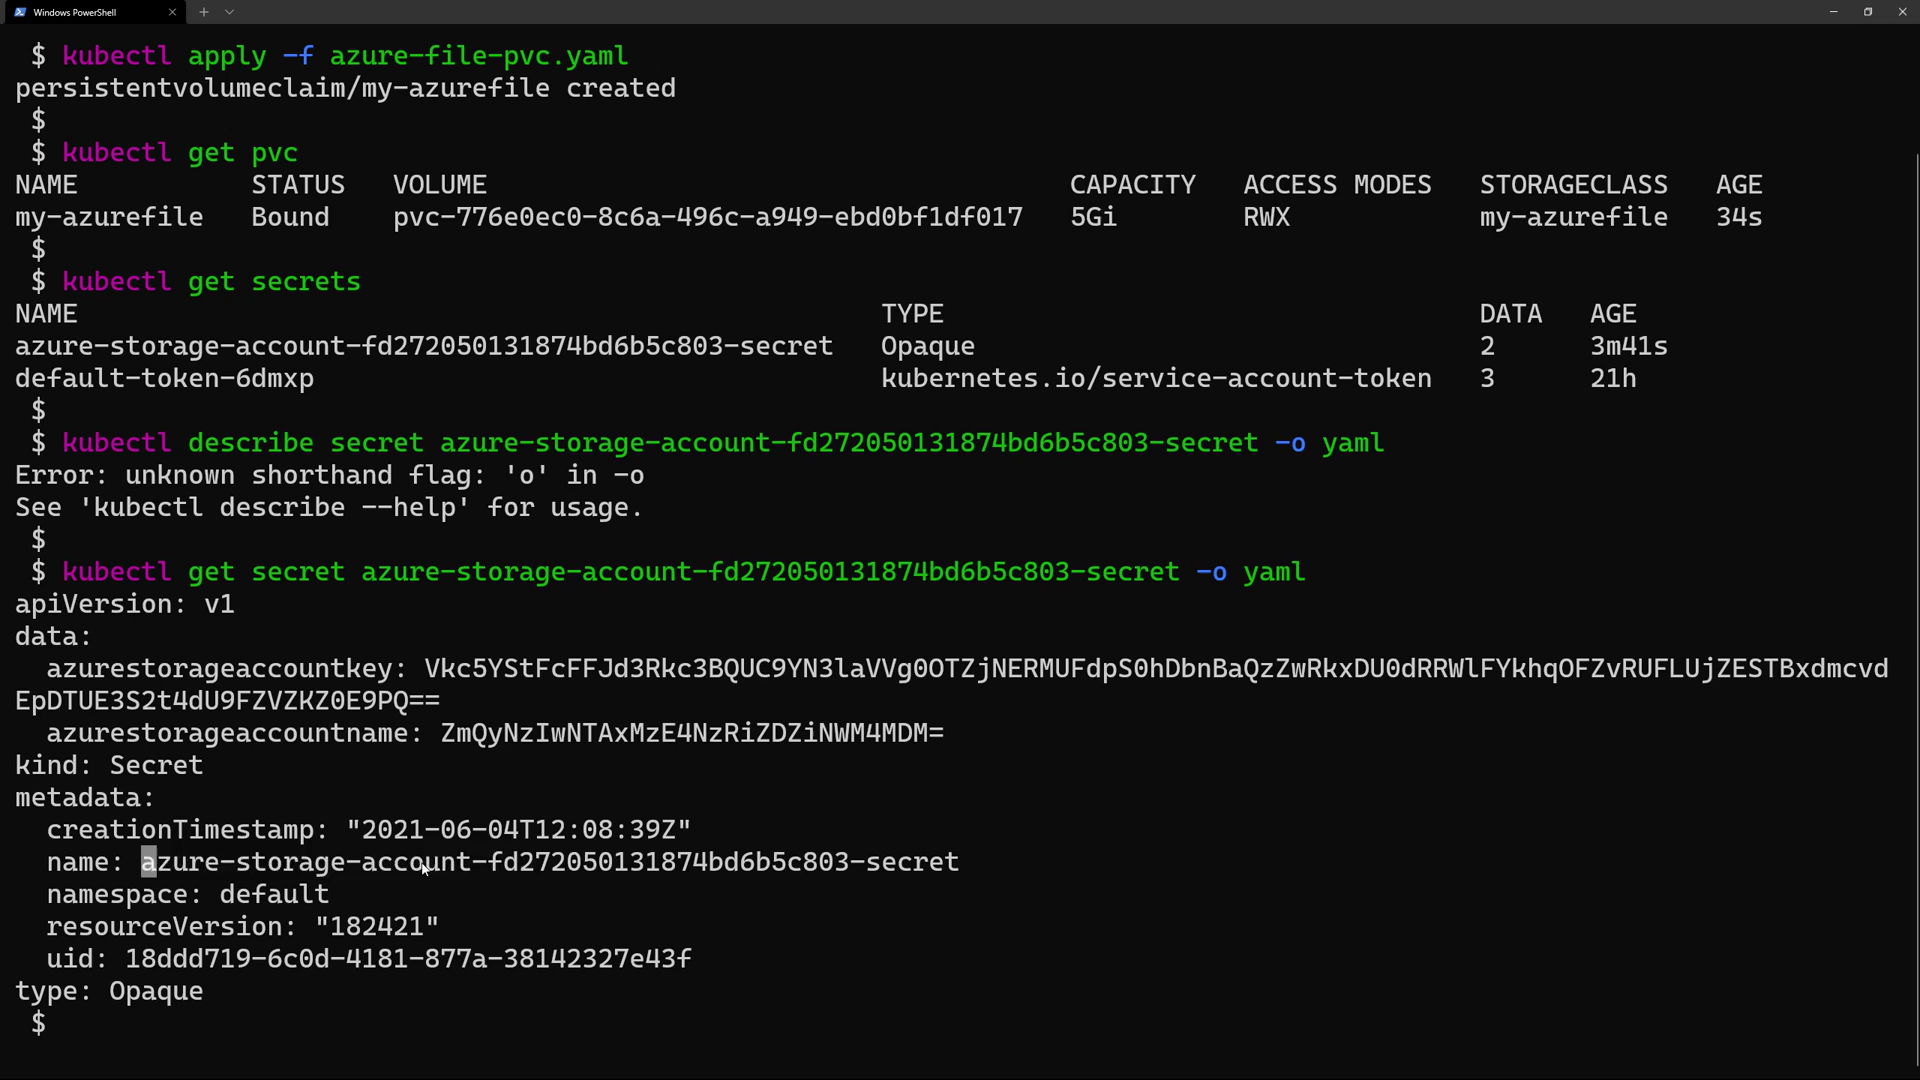 Windows PowerShell
$ kubectl apply -f azure-file-pvc.yaml
persistentvolumeclaim/my-azurefile created
$
$ kubectl get pvc
NAME STATUS VOLUME CAPACITY ACCESS MODES STORAGECLASS AGE
my-azurefile Bound pvc-776e0ec0-8c6a-496c-a949-ebd0bf1df017 5Gi RWX my-azurefile 34s
$
$ kubectl get secrets
NAME TYPE DATA AGE
azure-storage-account-fd272050131874bd6b5c803-secret Opaque 2 3m41s
default-token-6dmxp kubernetes.io/service-account-token 3 21h
$
$ kubectl describe secret azure-storage-account-fd272050131874bd6b5c803-secret -o yaml
Error: unknown shorthand flag: 'o' in -o
See 'kubectl describe --help' for usage.
$
$ kubectl get secret azure-storage-account-fd272050131874bd6b5c803-secret -o yaml
apiVersion: v1
data:
azurestorageaccountkey: Vkc5YStFcFFJd3Rkc3BQUC9YN3laVVg0OTZjNERMUFdpS0hDbnBaQzZwRkxDU0dRRWlFYkhqOFZvRUFLUjZESTBxdmcvd
EpDTUE3S2t4dU9FZVZKZ0E9PQ==
azurestorageaccountname: ZmQyNzIwNTAxMzE4NzRiZDZiNWM4MDM=
kind: Secret
metadata:
creationTimestamp: "2021-06-04T12:08:39Z"
name: azure-storage-account-fd272050131874bd6b5c803-secret
namespace: default
resourceVersion: "182421"
uid: 18ddd719-6c0d-4181-877a-38142327e43f
type: Opaque
$